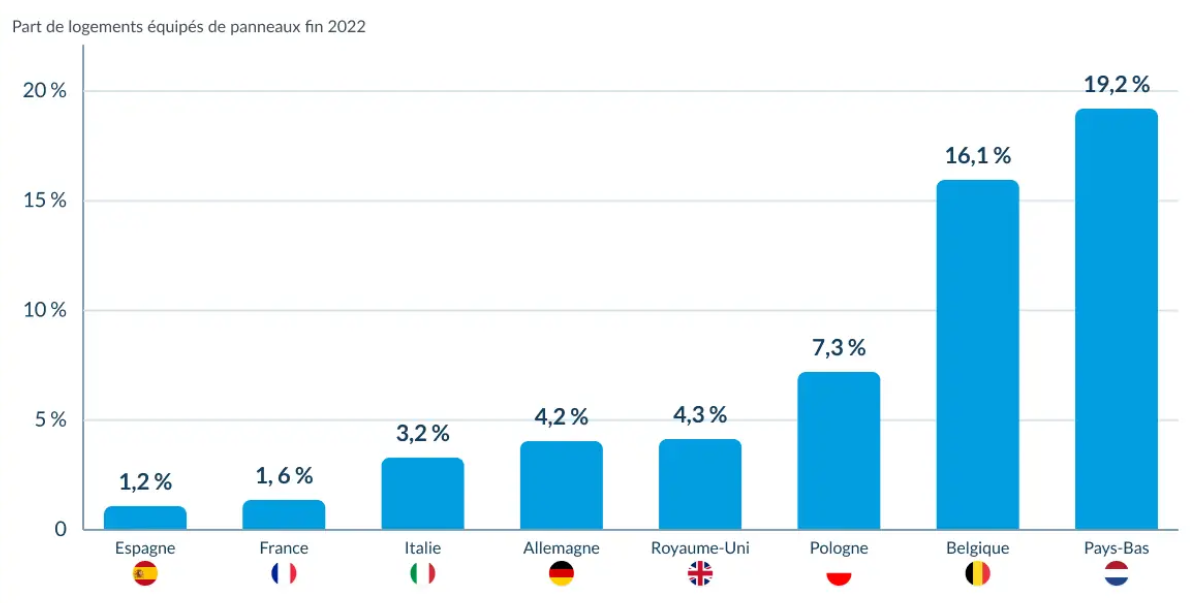 Part de logements équipés de panneaux fin 2022
20 %
15 %
10 %
5 %
0
1,2 %
1, 6 %
3,2 %
4,2 %
4,3 %
7,3 %
16,1 %
19,2 %
Espagne
France
Italie
Allemagne
Royaume-Uni
Pologne
Belgique
Pays-Bas